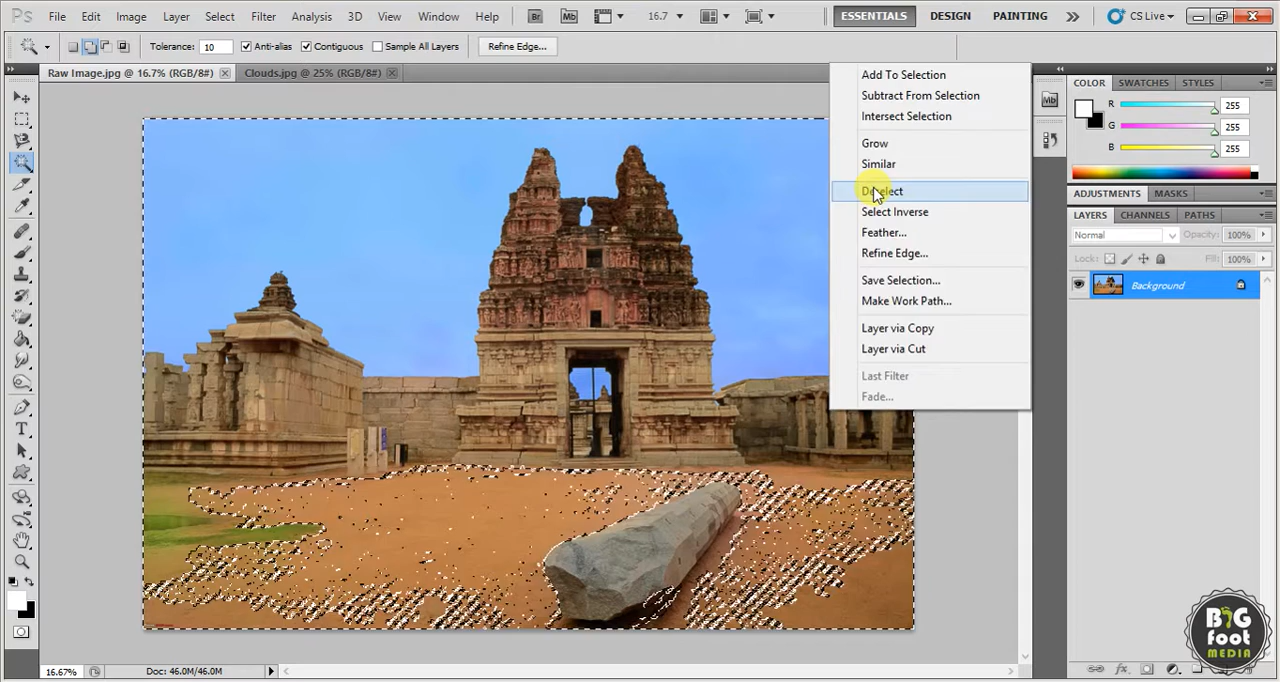 Ps File Edit Image Layer Select Filter Analysis 3D View Window Help Br Mb 16.7 ESSENTIALS DESIGN PAINTING CS Live
Tolerance: 10 Anti-alias Contiguous Sample All Layers Refine Edge...
Raw Image.jpg @ 16.7% (RGB/8#) Clouds.jpg @ 25% (RGB/8#)
Add To Selection
Subtract From Selection
Intersect Selection
Grow
Similar
Deselect
Select Inverse
Feather...
Refine Edge...
Save Selection...
Make Work Path...
Layer via Copy
Layer via Cut
Last Filter
Fade...
Mb
COLOR SWATCHES STYLES
R 255
G 255
B 255
ADJUSTMENTS MASKS
LAYERS CHANNELS PATHS
Normal Opacity: 100%
Lock: Fill: 100%
Background
T
16.67% Doc: 46.0M/46.0M
fx
BIG
foot
MEDIA